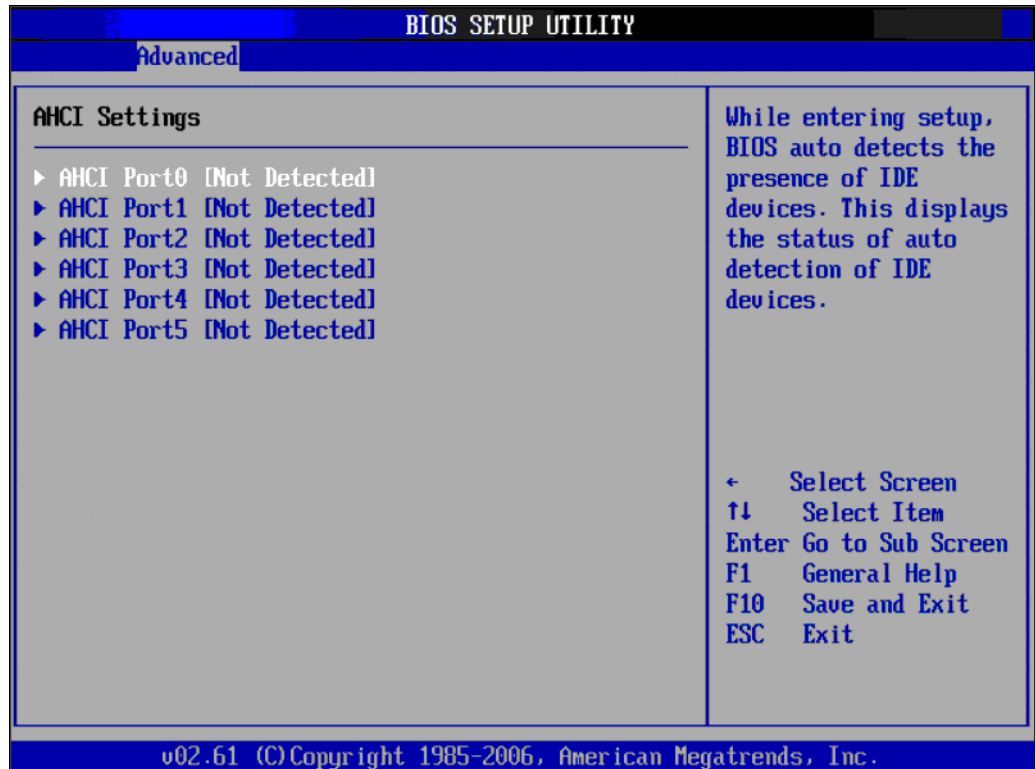 BIOS SETUP UTILITY
Advanced
AHCI Settings
▶ AHCI Port0 [Not Detected]
▶ AHCI Port1 [Not Detected]
▶ AHCI Port2 [Not Detected]
▶ AHCI Port3 [Not Detected]
▶ AHCI Port4 [Not Detected]
▶ AHCI Port5 [Not Detected]
While entering setup,
BIOS auto detects the
presence of IDE
devices. This displays
the status of auto
detection of IDE
devices.
← Select Screen
↑↓ Select Item
Enter Go to Sub Screen
F1 General Help
F10 Save and Exit
ESC Exit
v02.61 (C)Copyright 1985-2006, American Megatrends, Inc.